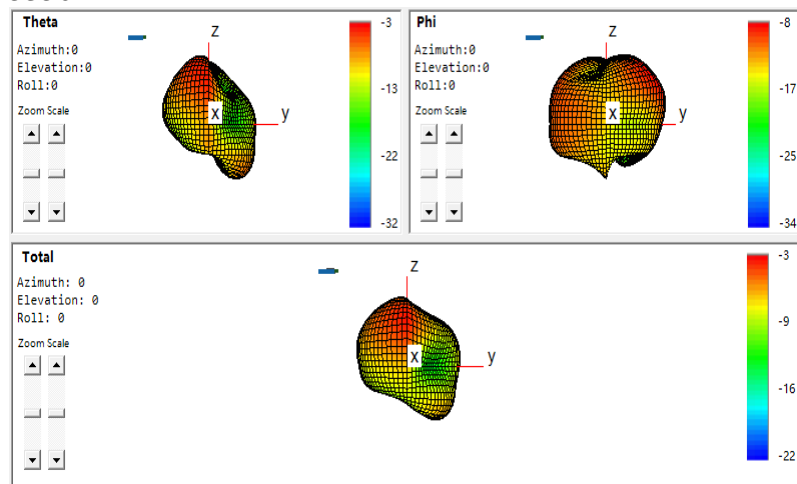 Theta
Azimuth:0
Elevation:0
Roll:0
Zoom Scale
z
x
y
-3
-13
-22
-32
Phi
Azimuth:0
Elevation:0
Roll:0
Zoom Scale
z
x
y
-8
-17
-25
-34
Total
Azimuth: 0
Elevation: 0
Roll: 0
Zoom Scale
z
x
y
-3
-9
-16
-22